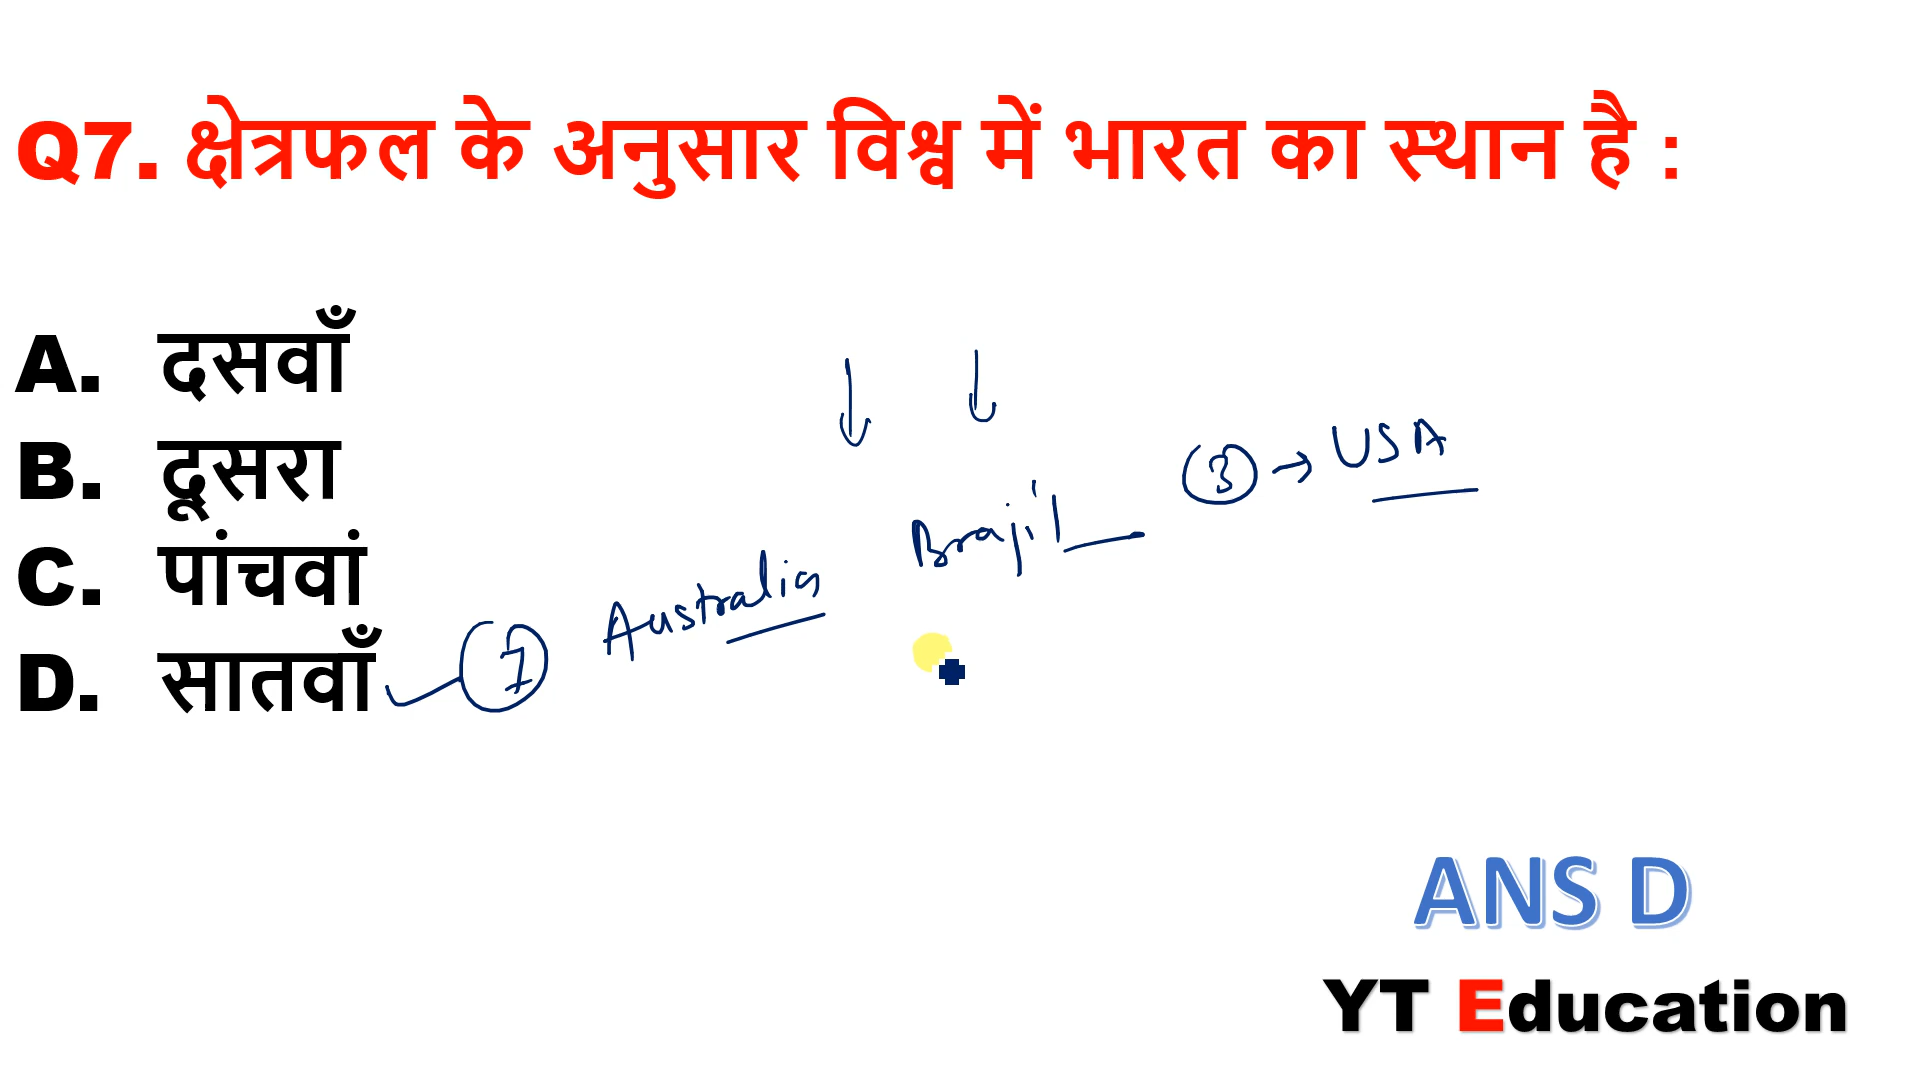 Q7. क्षेत्रफल के अनुसार विश्व में भारत का स्थान है :
A. दसवाँ
B. दूसरा
C. पांचवां
D. सातवाँ
7 Australia Brajil 3 → USA
ANS D
YT Education